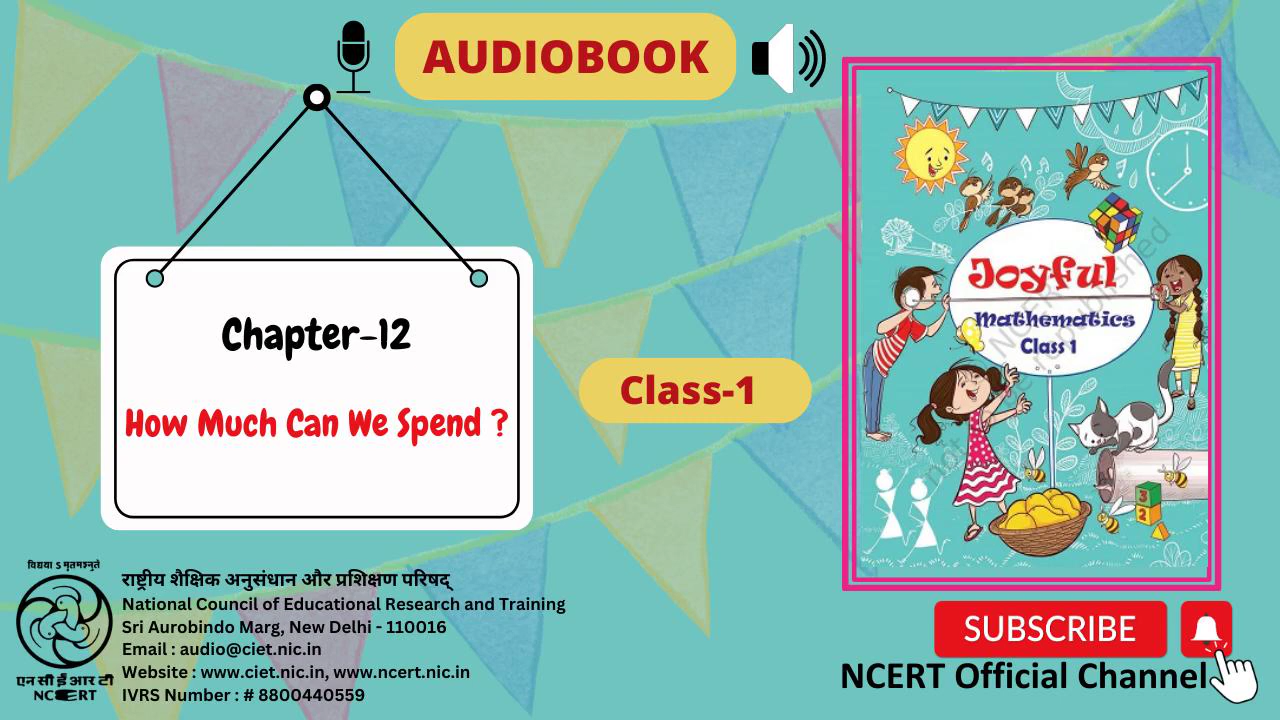 AUDIOBOOK
Chapter-12
How Much Can We Spend ?
Class-1
Joyful
Mathematics
Class 1
3
2
विद्यया ऽ मृतमश्नुते
एन सी ई आर टी
NCERT
राष्ट्रीय शैक्षिक अनुसंधान और प्रशिक्षण परिषद्
National Council of Educational Research and Training
Sri Aurobindo Marg, New Delhi - 110016
Email : audio@ciet.nic.in
Website : www.ciet.nic.in, www.ncert.nic.in
IVRS Number : # 8800440559
SUBSCRIBE
NCERT Official Channel